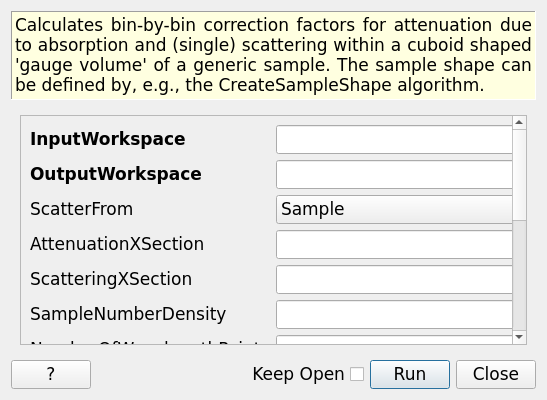 Calculates bin-by-bin correction factors for attenuation due
to absorption and (single) scattering within a cuboid shaped
'gauge volume' of a generic sample. The sample shape can
be defined by, e.g., the CreateSampleShape algorithm.
InputWorkspace
OutputWorkspace
ScatterFrom Sample
AttenuationXSection
ScatteringXSection
SampleNumberDensity
? Keep Open Run Close